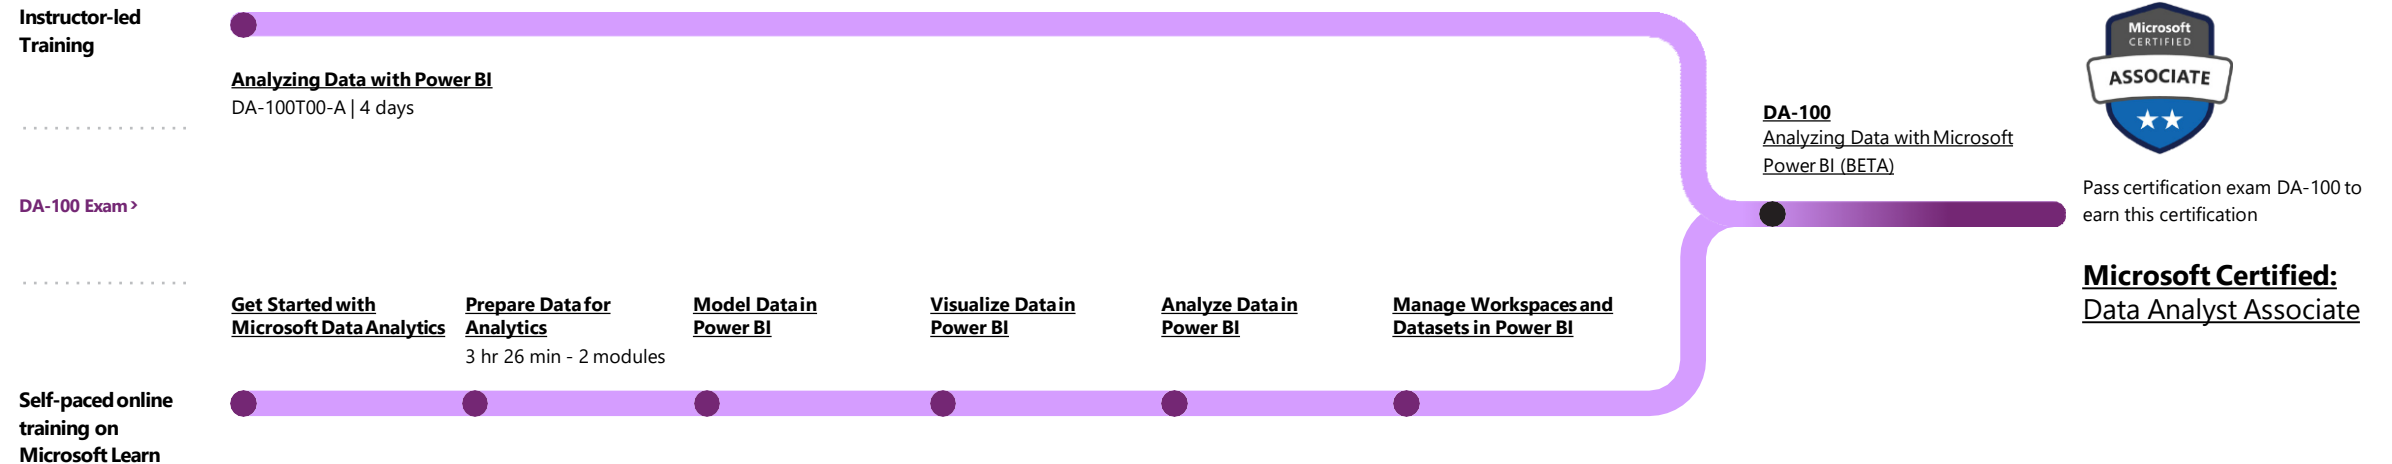 Instructor-led
Training
Analyzing Data with Power BI
DA-100T00-A | 4 days
DA-100 Exam >
Get Started with
Microsoft Data Analytics
Prepare Data for
Analytics
3 hr 26 min - 2 modules
Model Data in
Power BI
Visualize Data in
Power BI
Analyze Data in
Power BI
Manage Workspaces and
Datasets in Power BI
Self-paced online
training on
Microsoft Learn
DA-100
Analyzing Data with Microsoft
Power BI (BETA)
Microsoft
CERTIFIED
ASSOCIATE
Pass certification exam DA-100 to
earn this certification
Microsoft Certified:
Data Analyst Associate